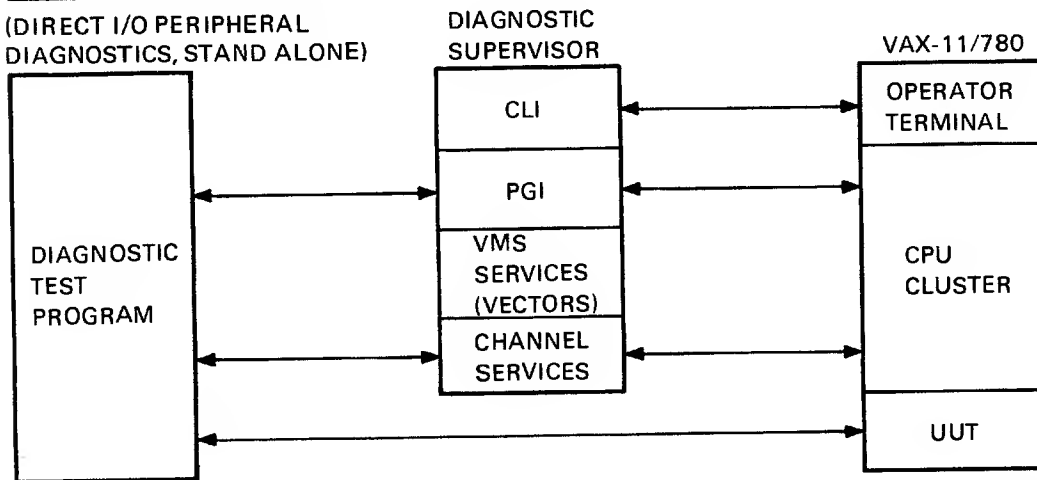 (DIRECT I/O PERIPHERAL
DIAGNOSTICS, STAND ALONE)
DIAGNOSTIC
TEST
PROGRAM
DIAGNOSTIC
SUPERVISOR
CLI
PGI
VMS
SERVICES
(VECTORS)
CHANNEL
SERVICES
VAX-11/780
OPERATOR
TERMINAL
CPU
CLUSTER
UUT